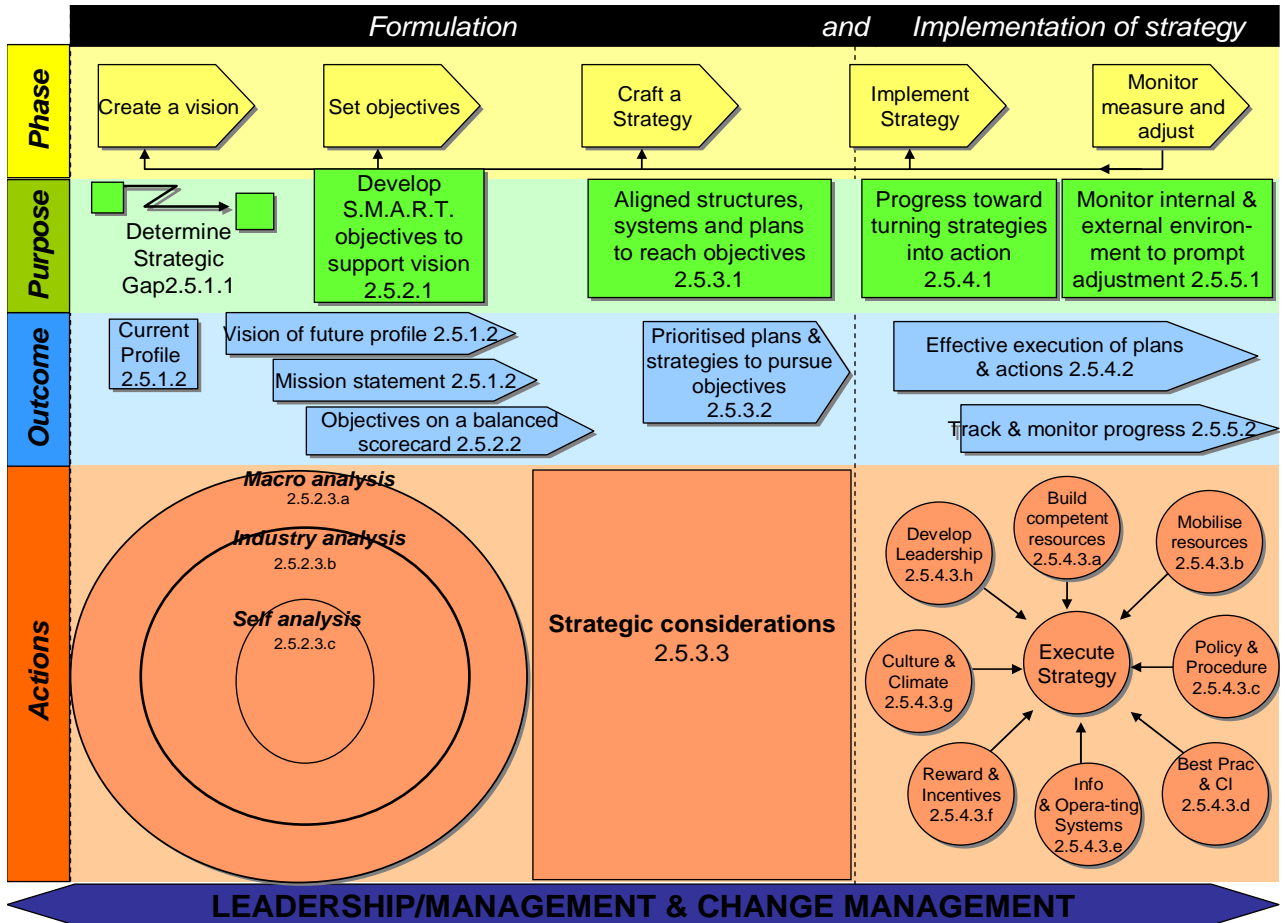 Formulation and Implementation of strategy
Phase
Create a vision
Set objectives
Craft a
Strategy
Implement
Strategy
Monitor
measure and
adjust
Purpose
Determine
Strategic
Gap2.5.1.1
Develop
S.M.A.R.T.
objectives to
support vision
2.5.2.1
Aligned structures,
systems and plans
to reach objectives
2.5.3.1
Progress toward
turning strategies
into action
2.5.4.1
Monitor internal &
external environ-
ment to prompt
adjustment 2.5.5.1
Outcome
Current
Profile
2.5.1.2
Vision of future profile 2.5.1.2
Mission statement 2.5.1.2
Objectives on a balanced
scorecard 2.5.2.2
Prioritised plans &
strategies to pursue
objectives
2.5.3.2
Effective execution of plans
& actions 2.5.4.2
Track & monitor progress 2.5.5.2
Actions
Macro analysis
2.5.2.3.a
Industry analysis
2.5.2.3.b
Self analysis
2.5.2.3.c
Strategic considerations
2.5.3.3
Execute
Strategy
Build
competent
resources
2.5.4.3.a
Mobilise
resources
2.5.4.3.b
Policy &
Procedure
2.5.4.3.c
Best Prac
& CI
2.5.4.3.d
Info
& Opera-ting
Systems
2.5.4.3.e
Reward &
Incentives
2.5.4.3.f
Culture &
Climate
2.5.4.3.g
Develop
Leadership
2.5.4.3.h
LEADERSHIP/MANAGEMENT & CHANGE MANAGEMENT